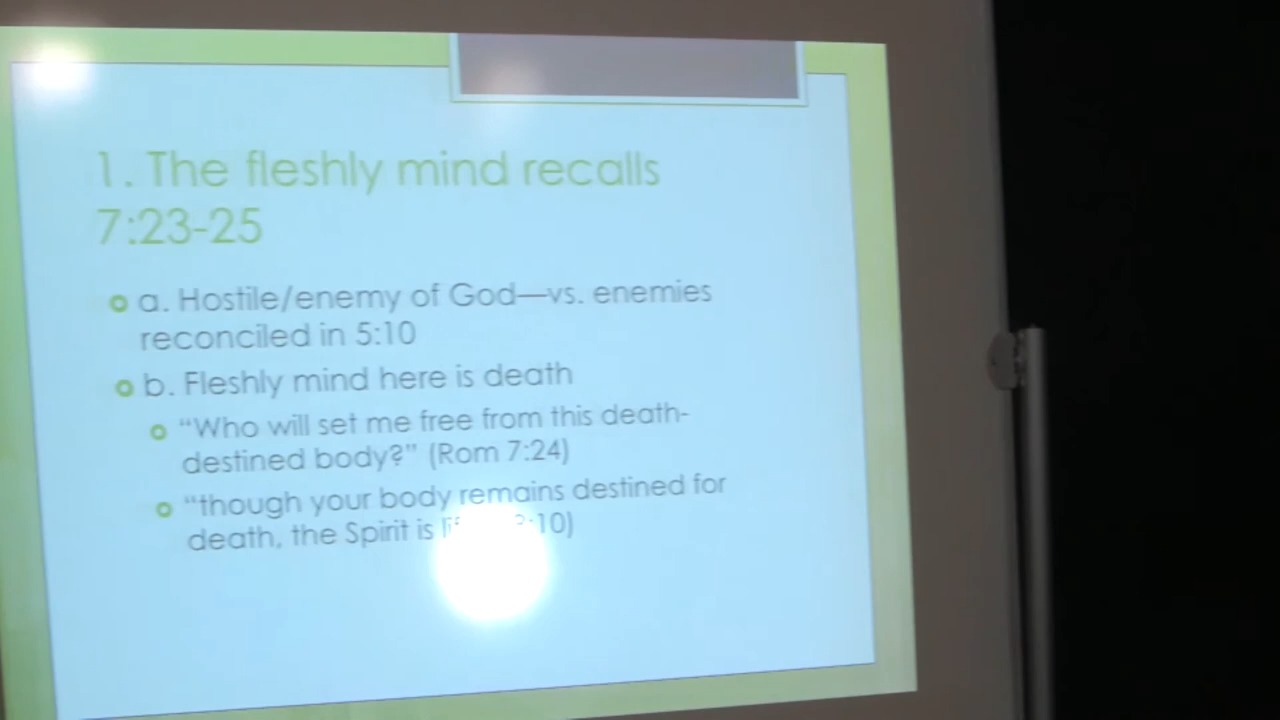 1. The fleshly mind recalls
7:23-25
a. Hostile/enemy of God—vs. enemies
reconciled in 5:10
b. Fleshly mind here is death
"Who will set me free from this death-
destined body?" (Rom 7:24)
"though your body remains destined for
death, the Spirit is